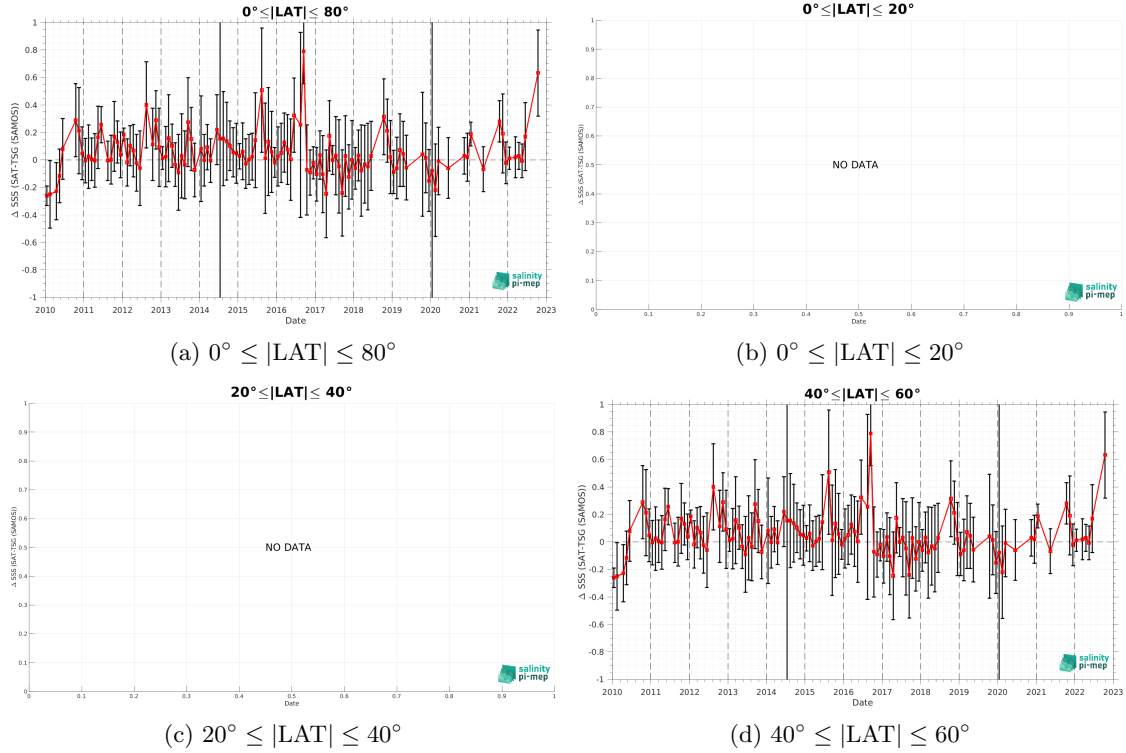 0°≤|LAT|≤ 80°
Δ SSS (SAT-TSG (SAMOS))
1
0.8
0.6
0.4
0.2
0
-0.2
-0.4
-0.6
-0.8
-1
2010 2011 2012 2013 2014 2015 2016 2017 2018 2019 2020 2021 2022 2023
Date
salinity
pi-mep
(a) 0° ≤ |LAT| ≤ 80°
0°≤|LAT|≤ 20°
Δ SSS (SAT-TSG (SAMOS))
1
0.9
0.8
0.7
0.6
0.5
0.4
0.3
0.2
0.1
0
NO DATA
0 0.1 0.2 0.3 0.4 0.5 0.6 0.7 0.8 0.9 1
Date
salinity
pi-mep
(b) 0° ≤ |LAT| ≤ 20°
20°≤|LAT|≤ 40°
Δ SSS (SAT-TSG (SAMOS))
1
0.9
0.8
0.7
0.6
0.5
0.4
0.3
0.2
0.1
0
NO DATA
0 0.1 0.2 0.3 0.4 0.5 0.6 0.7 0.8 0.9 1
Date
salinity
pi-mep
(c) 20° ≤ |LAT| ≤ 40°
40°≤|LAT|≤ 60°
Δ SSS (SAT-TSG (SAMOS))
1
0.8
0.6
0.4
0.2
0
-0.2
-0.4
-0.6
-0.8
-1
2010 2011 2012 2013 2014 2015 2016 2017 2018 2019 2020 2021 2022 2023
Date
salinity
pi-mep
(d) 40° ≤ |LAT| ≤ 60°